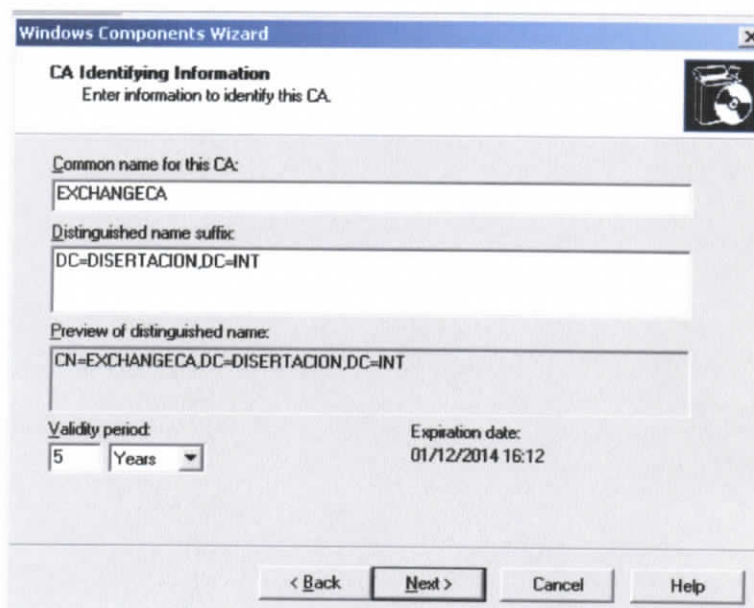 Windows Components Wizard
CA Identifying Information
Enter information to identify this CA.
Common name for this CA:
EXCHANGECA
Distinguished name suffix:
DC=DISERTACION,DC=INT
Preview of distinguished name:
CN=EXCHANGECA,DC=DISERTACION,DC=INT
Validity period:
Expiration date:
5 Years
01/12/2014 16:12
< Back
Next >
Cancel
Help